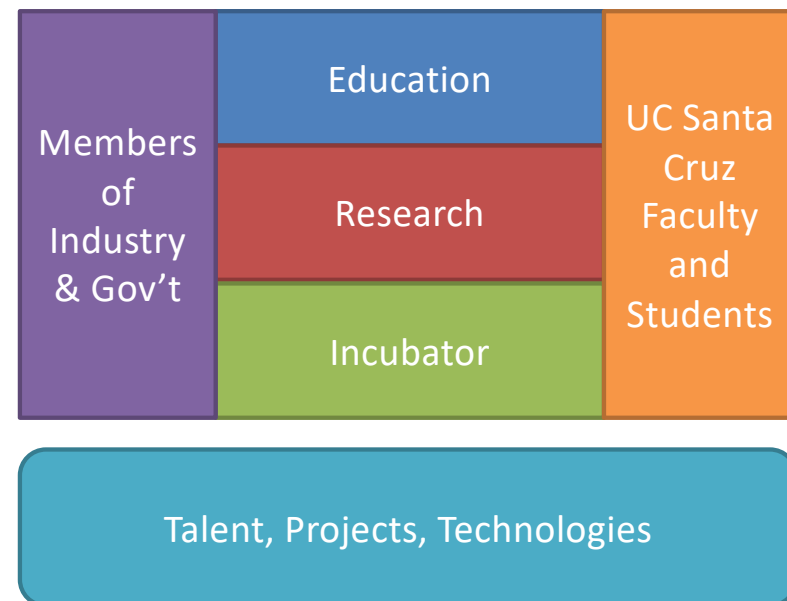 Members
of
Industry
& Gov’t
Education
Research
Incubator
UC Santa
Cruz
Faculty
and
Students
Talent, Projects, Technologies